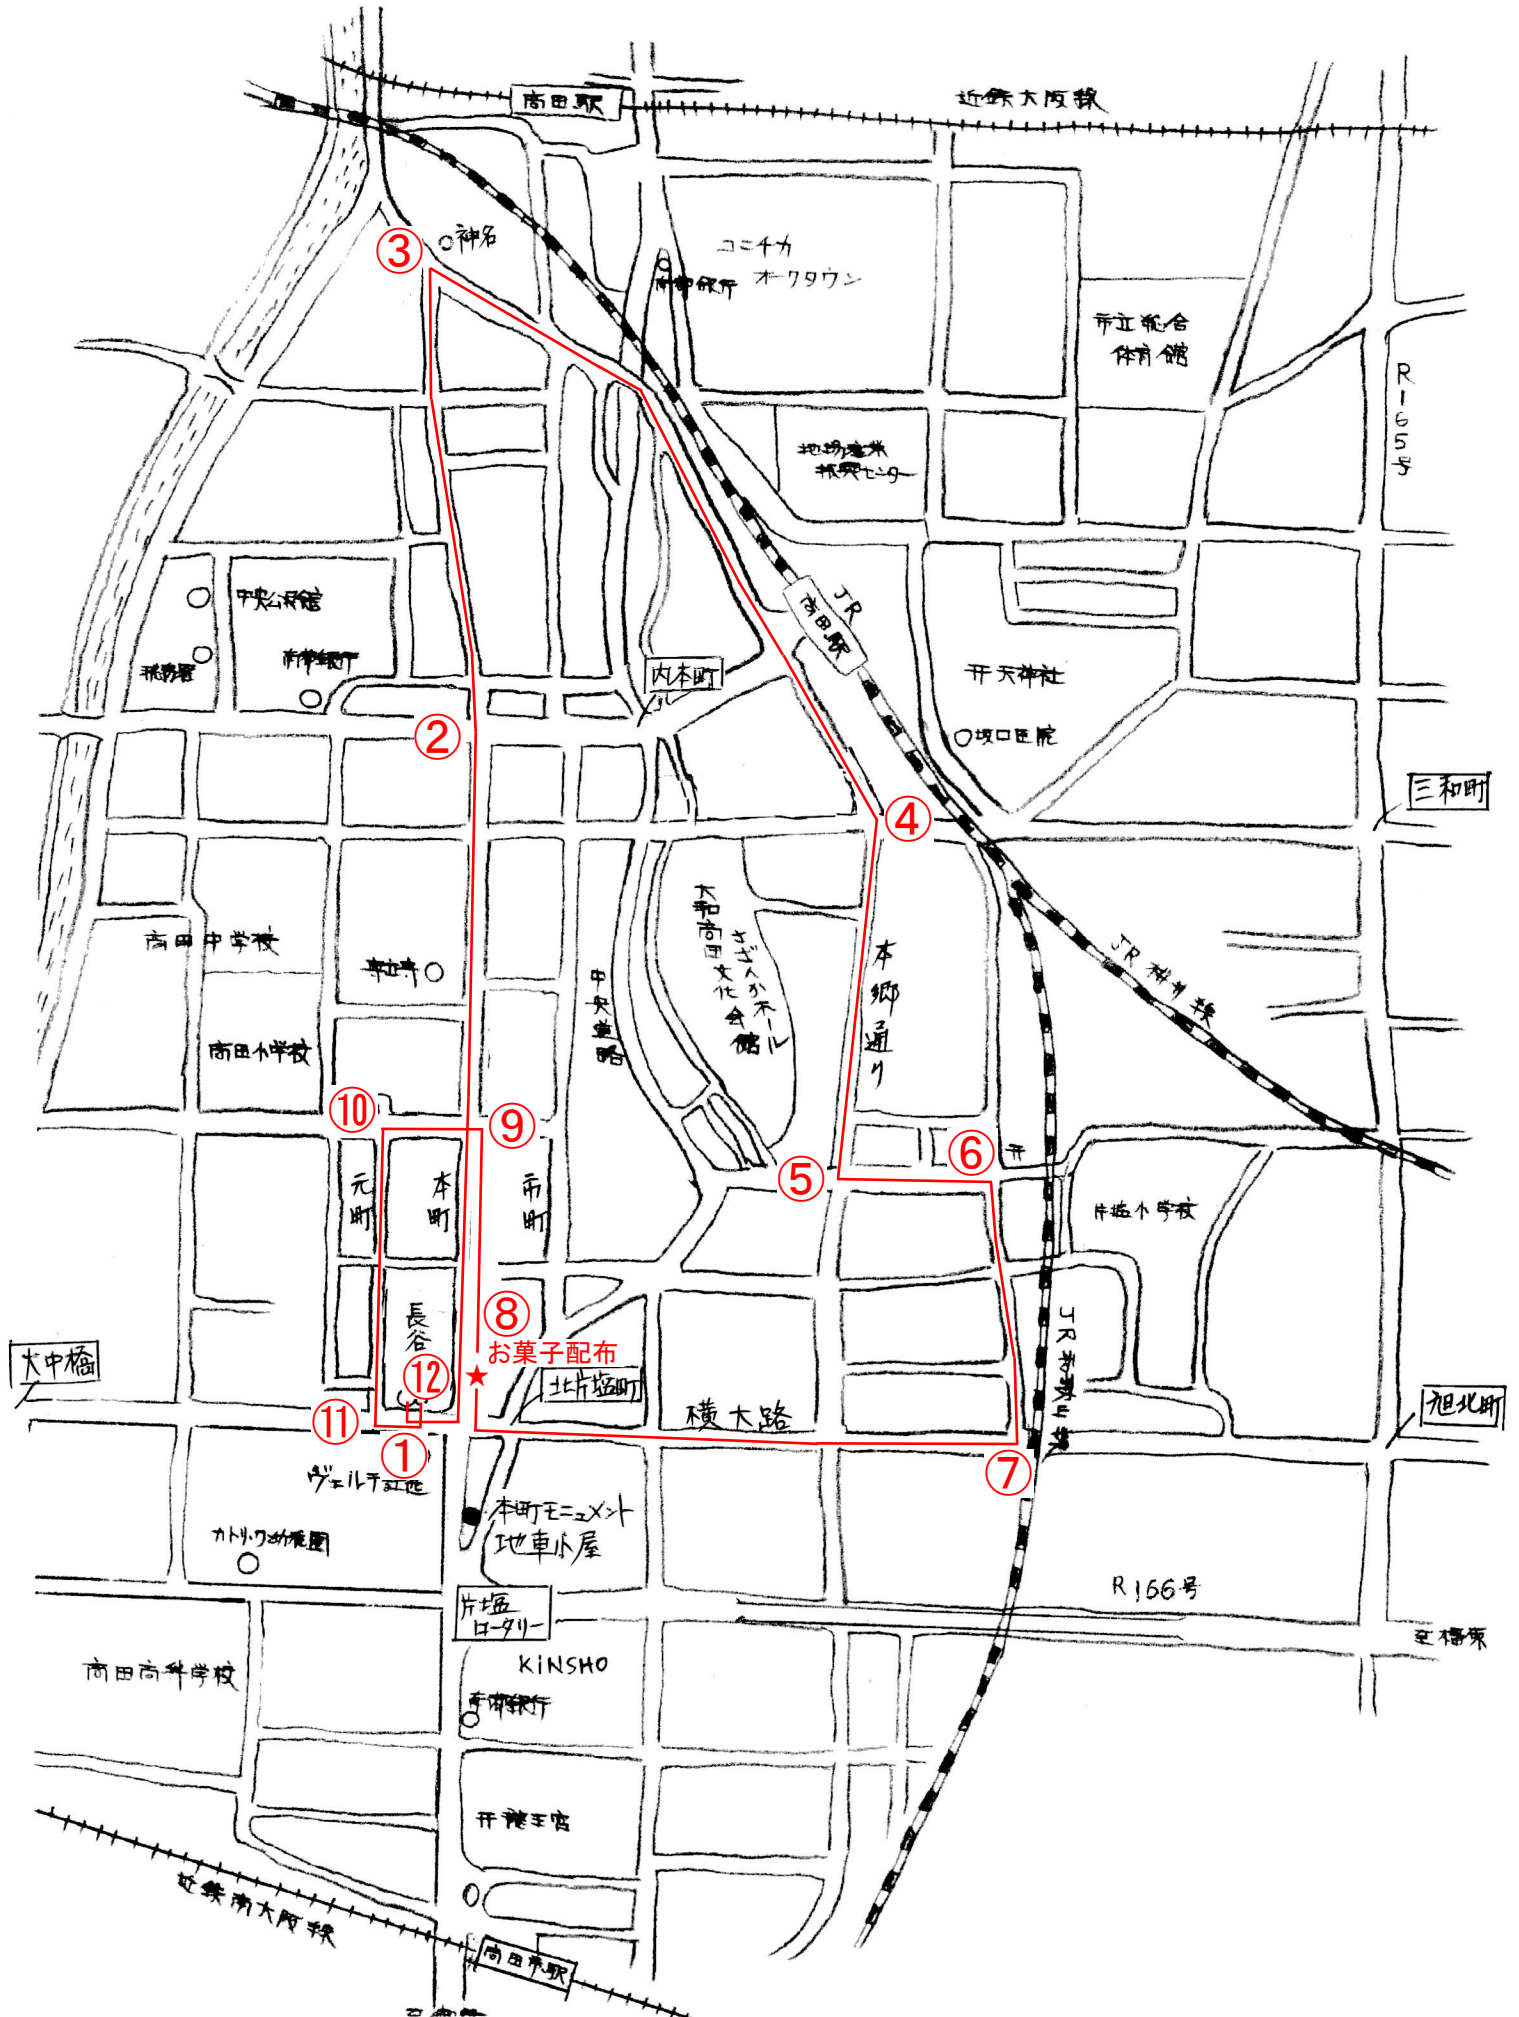 高田駅
近鉄大阪線
③
神名
南都銀行
コニチカ
オークタウン
市立総合
体育館
R165号
地場産業
振興センター
中央公民館
税務署
南都銀行
内本町
JR
高田駅
天神社
坂口医院
②
④
三和町
高田中学校
専立寺
中央道路
大和高田文化会館
さざんかホール
本郷通り
JR桜井線
高田小学校
⑩
⑨
⑤
⑥
元町
本町
市町
片塩小学校
⑧
長谷
お菓子配布
⑫
★
大中橋
北片塩町
横大路
JR和歌山線
旭北町
⑪
①
⑦
本町モニュメント
地車小屋
カトリック幼稚園
R166号
片塩
ロータリー
至橿原
高田商科学校
KINSHO
南都銀行
近鉄南大阪線
高田市駅